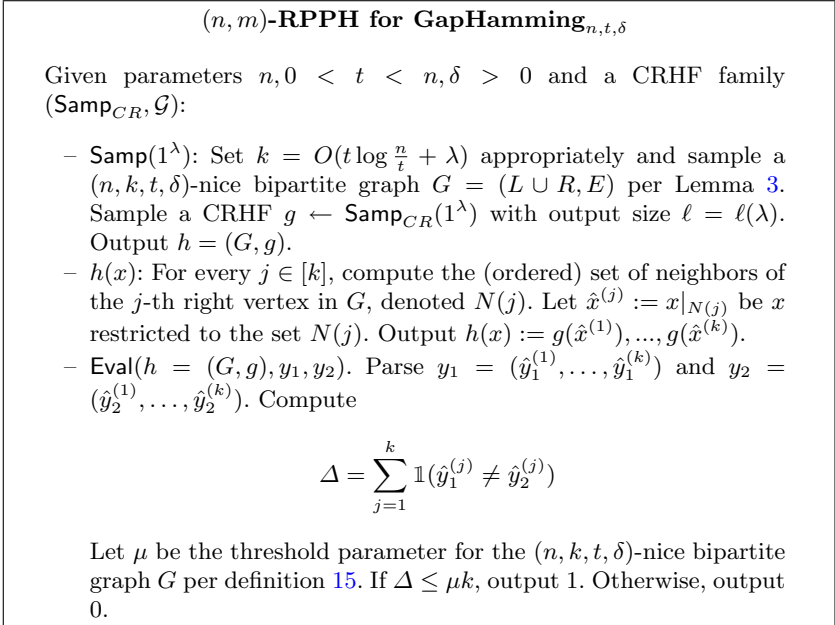 (n, m)-RPPH for GapHamming_{n,t,δ}
Given parameters n, 0 < t < n, δ > 0 and a CRHF family
(Samp_{CR}, 𝒢):
– Samp(1^λ): Set k = O(t log n/t + λ) appropriately and sample a
(n, k, t, δ)-nice bipartite graph G = (L ∪ R, E) per Lemma 3.
Sample a CRHF g ← Samp_{CR}(1^λ) with output size ℓ = ℓ(λ).
Output h = (G, g).
– h(x): For every j ∈ [k], compute the (ordered) set of neighbors of
the j-th right vertex in G, denoted N(j). Let x̂^{(j)} := x|_{N(j)} be x
restricted to the set N(j). Output h(x) := g(x̂^{(1)}), ..., g(x̂^{(k)}).
– Eval(h = (G, g), y_1, y_2). Parse y_1 = (ŷ_1^{(1)}, . . . , ŷ_1^{(k)}) and y_2 =
(ŷ_2^{(1)}, . . . , ŷ_2^{(k)}). Compute
Δ = ∑_{j=1}^{k} 𝟙(ŷ_1^{(j)} ≠ ŷ_2^{(j)})
Let μ be the threshold parameter for the (n, k, t, δ)-nice bipartite
graph G per definition 15. If Δ ≤ μk, output 1. Otherwise, output
0.